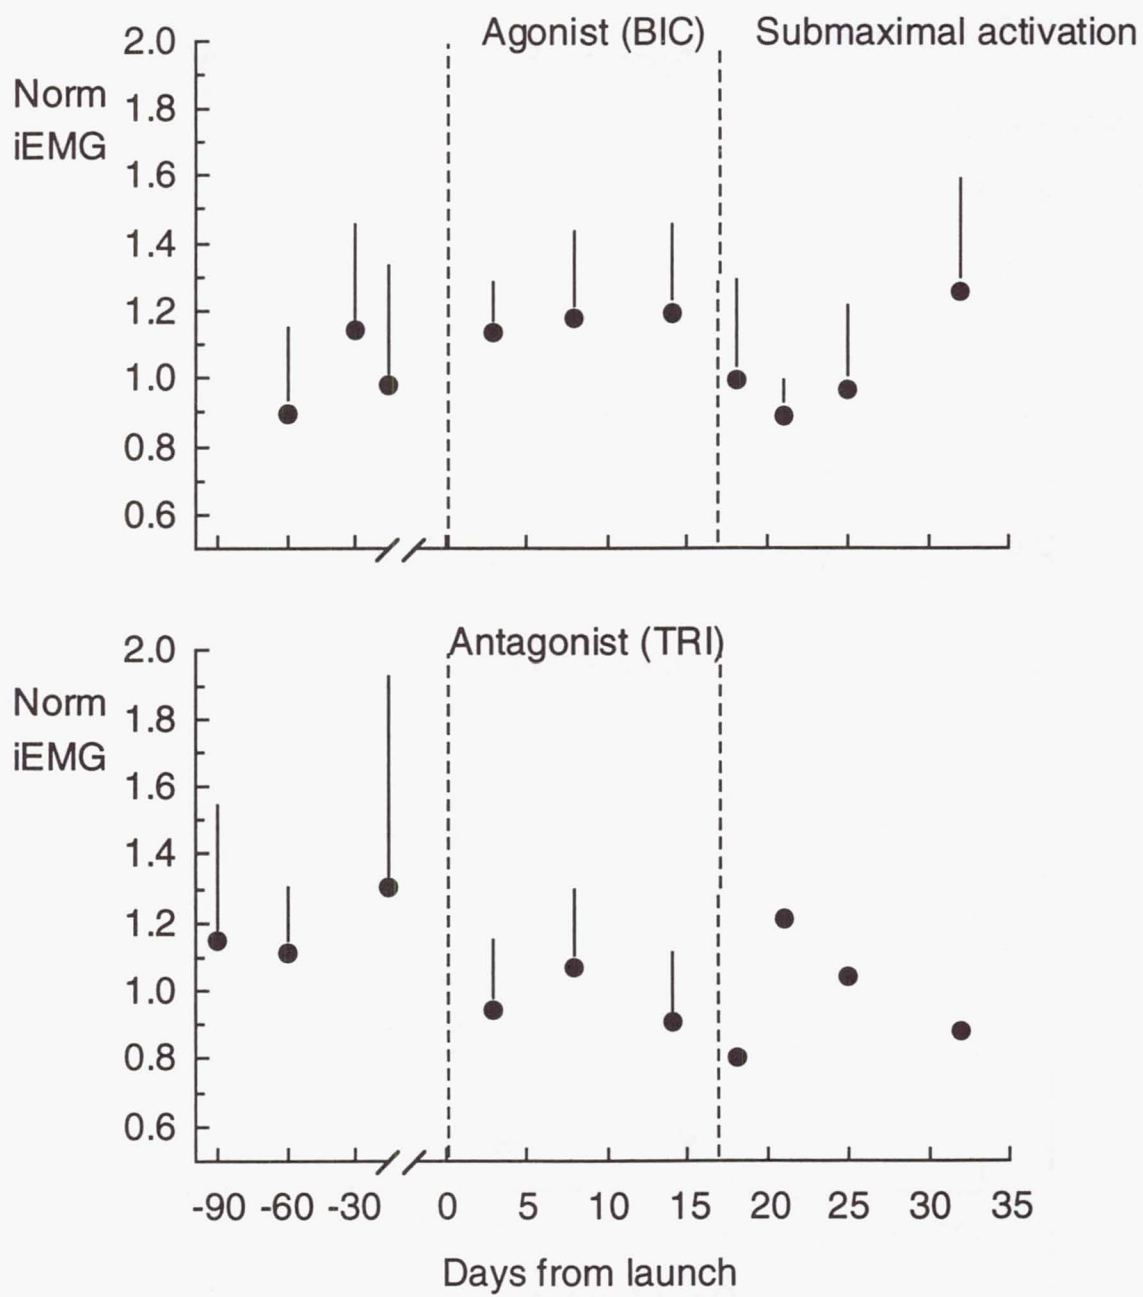 Agonist (BIC) Submaximal activation
Norm
iEMG
2.0
1.8
1.6
1.4
1.2
1.0
0.8
0.6
Antagonist (TRI)
Norm
iEMG
2.0
1.8
1.6
1.4
1.2
1.0
0.8
0.6
-90 -60 -30 0 5 10 15 20 25 30 35
Days from launch